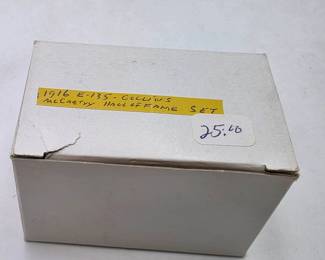 1916 E-135 - COLLINS
McCARTHY HALL OF FAME SET
25.00